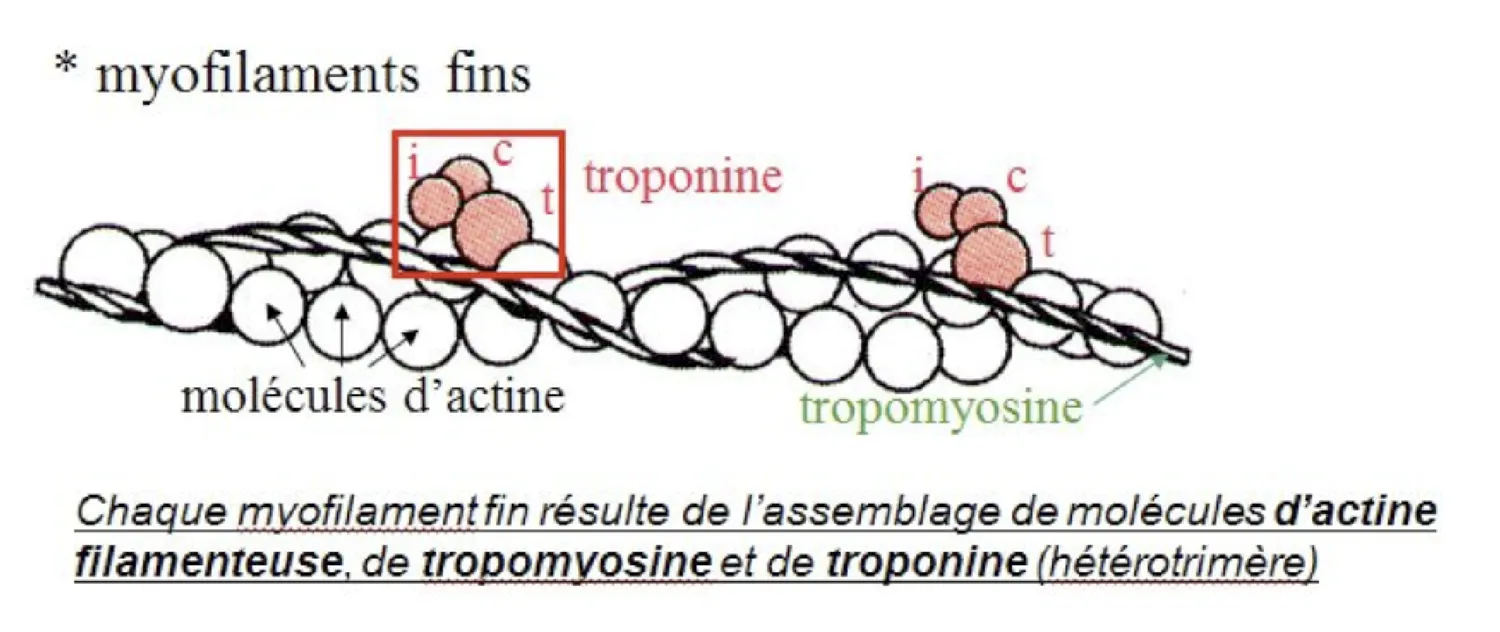 * myofilaments fins
i c t troponine
i c t
molécules d’actine
tropomyosine
Chaque myofilament fin résulte de l’assemblage de molécules d’actine
filamenteuse, de tropomyosine et de troponine (hétérotrimère)